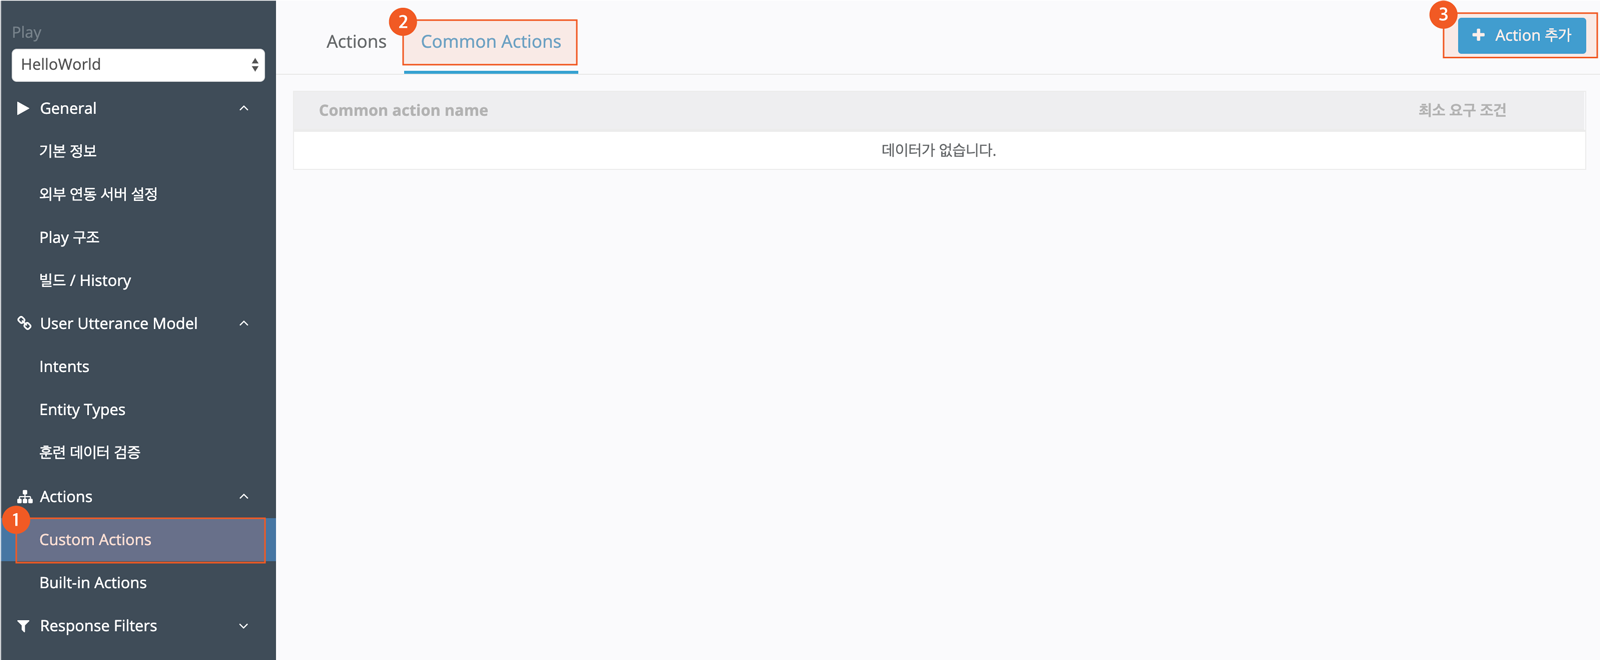 Play
HelloWorld
General
기본 정보
외부 연동 서버 설정
Play 구조
빌드 / History
User Utterance Model
Intents
Entity Types
훈련 데이터 검증
Actions
1
Custom Actions
Built-in Actions
Response Filters
Actions
2
Common Actions
3
Action 추가
Common action name 최소 요구 조건
데이터가 없습니다.